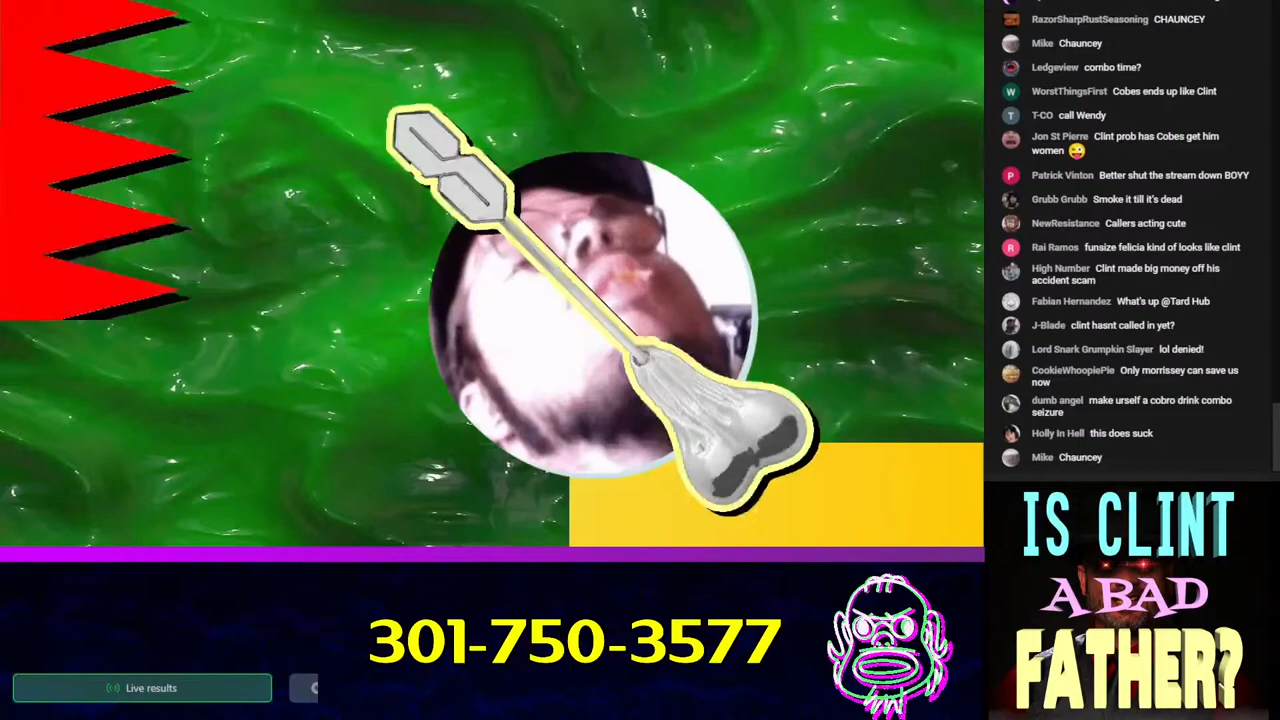 RazorSharpRustSeasoning CHAUNCEY
Mike Chauncey
Ledgeview combo time?
W WorstThingsFirst Cobes ends up like Clint
T T-CO call Wendy
Jon St Pierre Clint prob has Cobes get him
women 😜
P Patrick Vinton Better shut the stream down BOYY
Grubb Grubb Smoke it till it's dead
NewResistance Callers acting cute
R Rai Ramos funsize felicia kind of looks like clint
High Number Clint made big money off his
accident scam
Fabian Hernandez What's up @Tard Hub
J-Blade clint hasnt called in yet?
Lord Snark Grumpkin Slayer lol denied!
CookieWhoopiePie Only morrissey can save us
now
dumb angel make urself a cobro drink combo
seizure
Holly In Hell this does suck
Mike Chauncey
IS CLINT
A BAD
FATHER?
301-750-3577
Live results